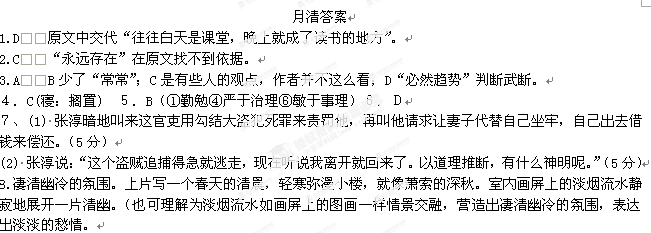 月清答案
1.D□□原文中交代“往往白天是课堂，晚上就成了读书的地方”。
2.C□□ “永远存在”在原文找不到依据。
3.A□□B少了“常常”；C是有些人的观点，作者并不这么看，D“必然趋势”判断武断。
4．C(寝：搁置)  5．B（①勤勉④严于治理⑥敏于事理） 6． D
7、(1)·张淳暗地叫来这官吏用勾结大盗犯死罪来责罚他，再叫他请求让妻子代替自己坐牢，自己出去借
钱来偿还。（5分）
(2)·张淳说：“这个盗贼追捕得急就逃走，现在听说我离开就回来了。以道理推断，有什么神明呢。”（5分）
8.凄清幽冷的氛围。上片写一个春天的清晨，轻寒弥漫小楼，就像萧索的深秋。室内画屏上的淡烟流水静
寂地展开一片清幽。（也可理解为淡烟流水如画屏上的图画一样情景交融，营造出凄清幽冷的氛围，表达
出淡淡的愁情。